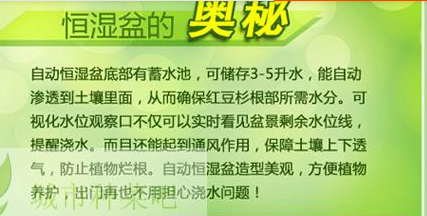 恒湿盆的奥秘
自动恒湿盆底部有蓄水池，可储存3-5升水，能自动
渗透到土壤里面，从而确保红豆杉根部所需水分。可
视化水位观察口不仅可以实时看见盆景剩余水位线，
提醒浇水。而且还能起到通风作用，保障土壤上下透
气，防止植物烂根。自动恒湿盆造型美观，方便植物
养护，出门再也不用担心浇水问题！
城市种菜吧